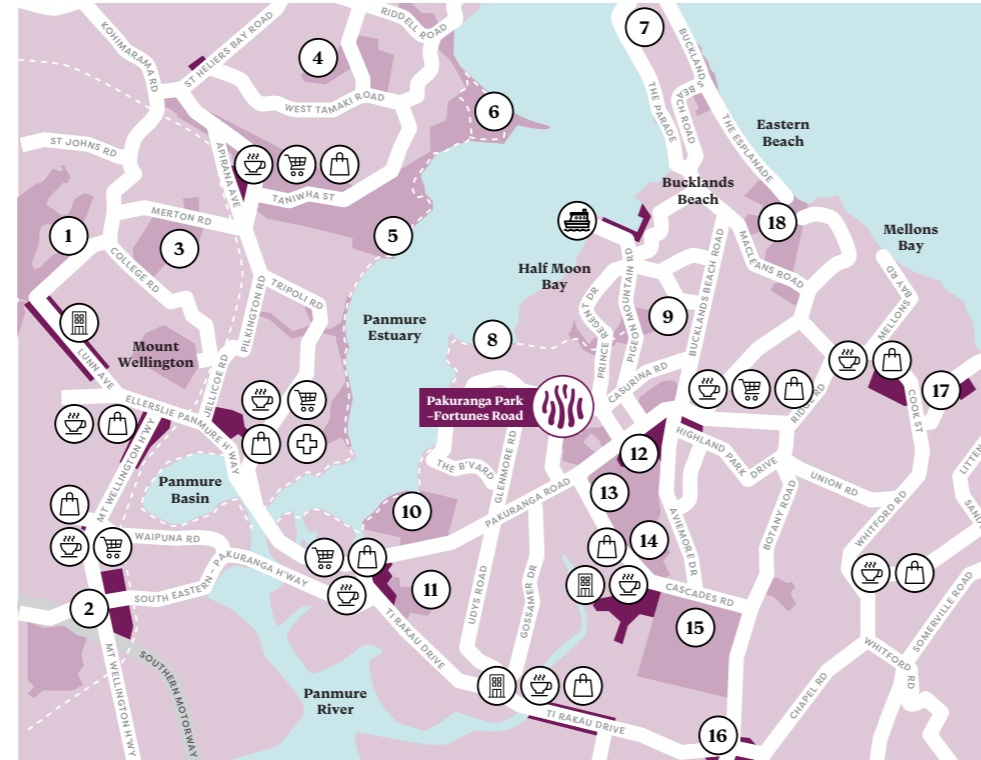 KOHIMARAMA RD
ST HELIERS BAY ROAD
RIDDELL ROAD
4
7
BUCKLANDS
BEACH ROAD
THE PARADE
WEST TAMAKI ROAD
6
THE ESPLANADE
Eastern
Beach
ST JOHNS RD
APIRANA AVE
TANIWHA ST
Bucklands
Beach
MERTON RD
1
3
5
18
Mellons
Bay
COLLEGE RD
PILKINGTON RD
TRIPOLI RD
Half Moon
Bay
PRINCE REGENT DR
PIGEON MOUNTAIN RD
BUCKLANDS BEACH ROAD
MACLEANS ROAD
MELLONS BAY RD
9
Panmure
Estuary
8
Mount
Wellington
LUNN AVE
JELLICOE RD
CASURINA RD
17
COOK ST
ELLERSLIE PANMURE H'WAY
Pakuranga Park
–Fortunes Road
RIDGE RD
MT WELLINGTON H'WY
HIGHLAND PARK DRIVE
12
THE B'VARD
GLENMORE RD
PAKURANGA ROAD
UNION RD
WHITFORD RD
LITTEN
SAND
Panmure
Basin
13
10
AVIEMORE DR
BOTANY ROAD
WAIPUNA RD
14
SOUTH EASTERN – PAKURANGA H'WAY
11
2
UDYS ROAD
GOSSAMER DR
CASCADES RD
15
SOMERVILLE ROAD
TI RAKAU DRIVE
MT WELLINGTON H'WY
SOUTHERN MOTORWAY
WHITFORD RD
CHAPEL RD
Panmure
River
TI RAKAU DRIVE
16